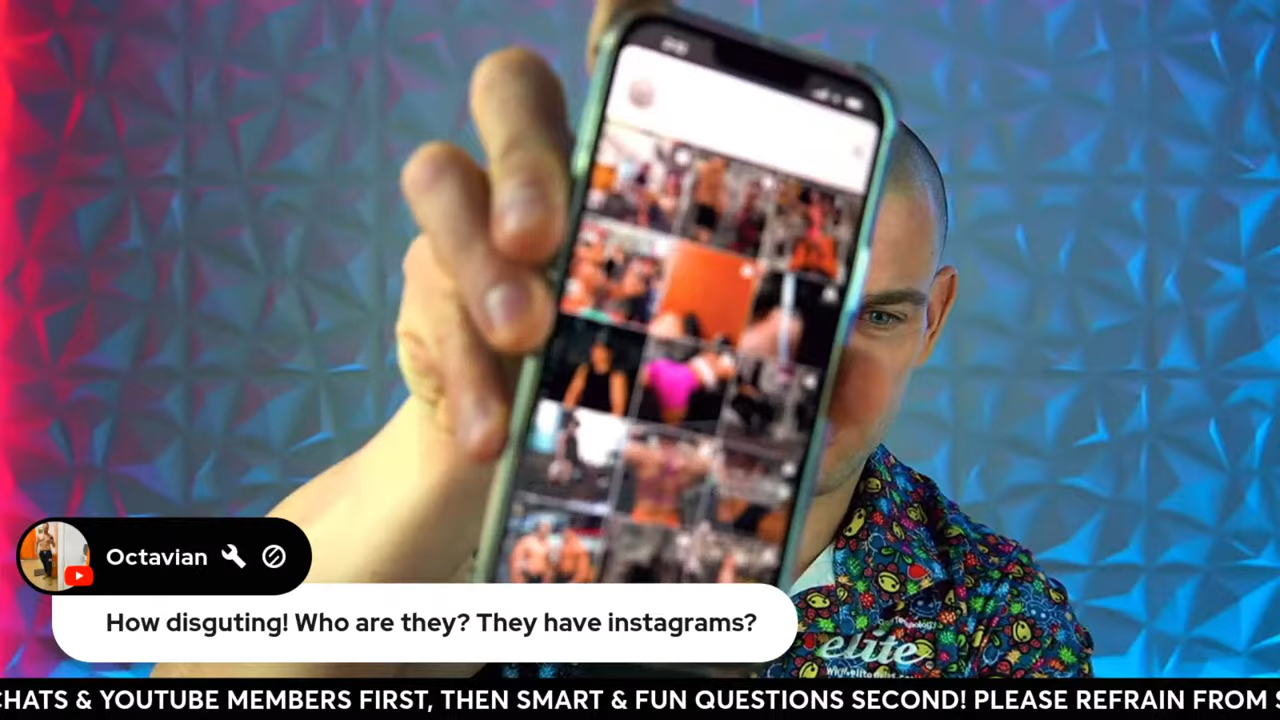 Octavian
How disguting! Who are they? They have instagrams?
elite
CHATS & YOUTUBE MEMBERS FIRST, THEN SMART & FUN QUESTIONS SECOND! PLEASE REFRAIN FROM